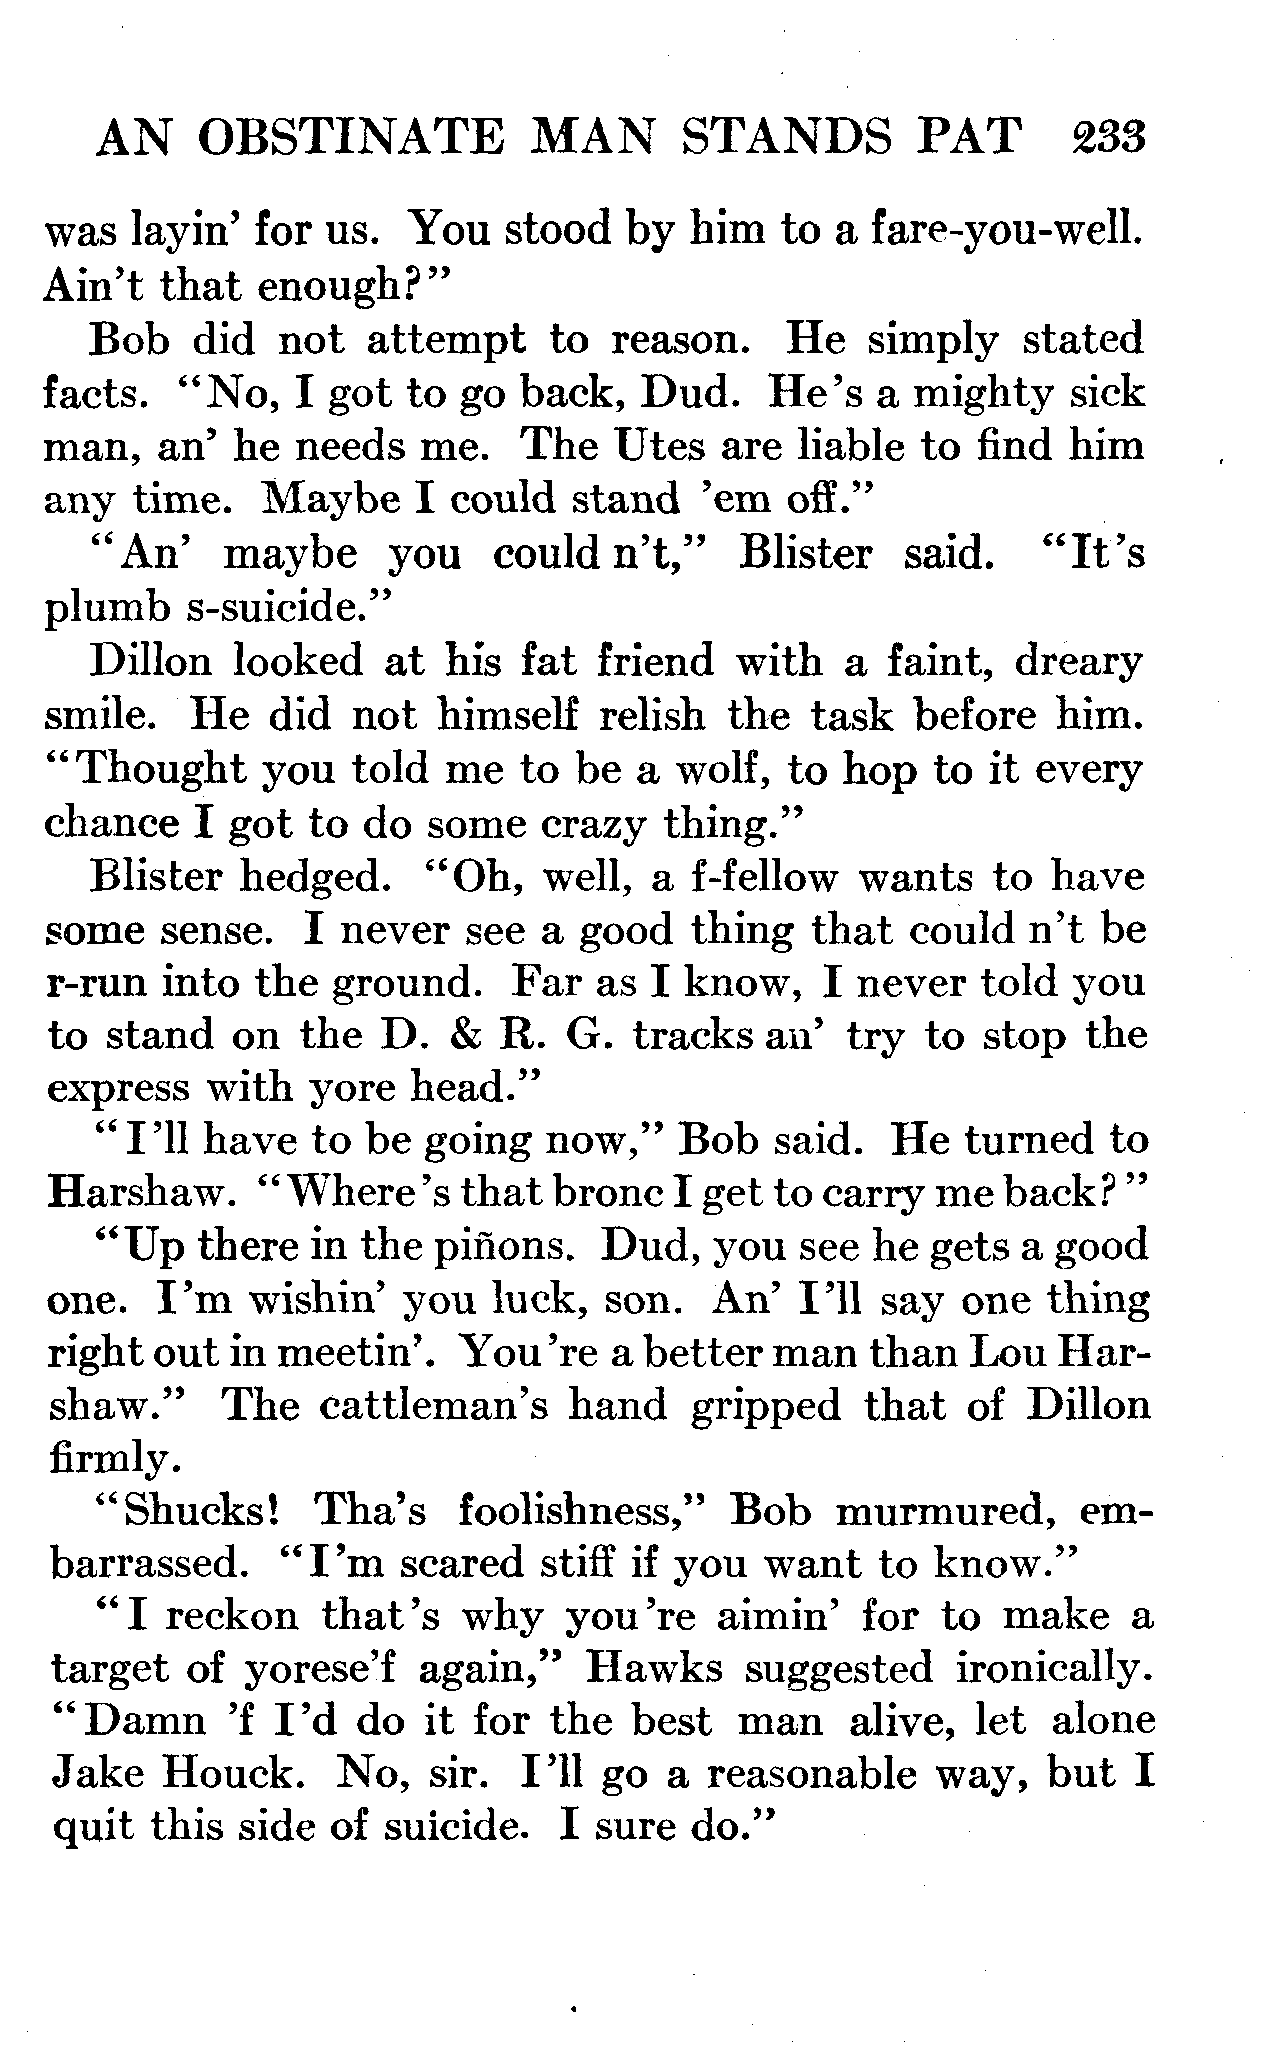 AN OBSTINATE MAN STANDS PAT 233
was layin’ for us. You stood by him to a fare-you-well.
Ain’t that enough?”
Bob did not attempt to reason. He simply stated
facts. “No, I got to go back, Dud. He’s a mighty sick
man, an’ he needs me. The Utes are liable to find him
any time. Maybe I could stand ’em off.”
“An’ maybe you could n’t,” Blister said. “It’s
plumb s-suicide.”
Dillon looked at his fat friend with a faint, dreary
smile. He did not himself relish the task before him.
“Thought you told me to be a wolf, to hop to it every
chance I got to do some crazy thing.”
Blister hedged. “Oh, well, a f-fellow wants to have
some sense. I never see a good thing that could n’t be
r-run into the ground. Far as I know, I never told you
to stand on the D. & R. G. tracks an’ try to stop the
express with yore head.”
“I’ll have to be going now,” Bob said. He turned to
Harshaw. “Where’s that bronc I get to carry me back?”
“Up there in the piñons. Dud, you see he gets a good
one. I’m wishin’ you luck, son. An’ I’ll say one thing
right out in meetin’. You’re a better man than Lou Har-
shaw.” The cattleman’s hand gripped that of Dillon
firmly.
“Shucks! Tha’s foolishness,” Bob murmured, em-
barrassed. “I’m scared stiff if you want to know.”
“I reckon that’s why you’re aimin’ for to make a
target of yorese’f again,” Hawks suggested ironically.
“Damn ’f I’d do it for the best man alive, let alone
Jake Houck. No, sir. I’ll go a reasonable way, but I
quit this side of suicide. I sure do.”